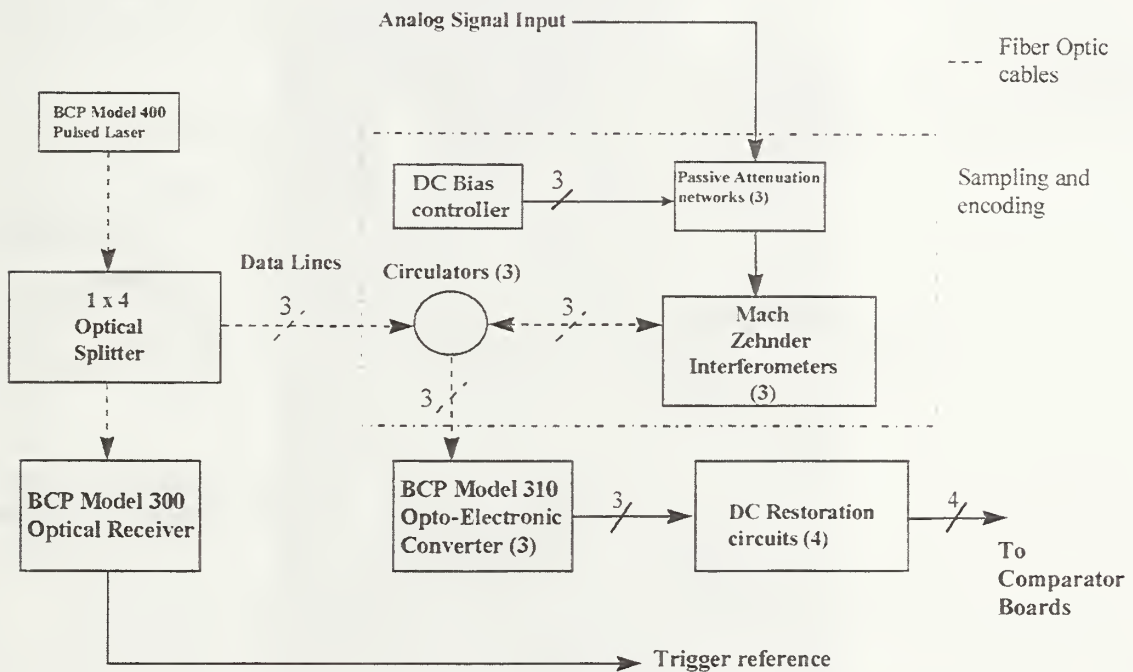 Analog Signal Input
Fiber Optic
cables
BCP Model 400
Pulsed Laser
DC Bias
controller
3
Passive Attenuation
networks (3)
Sampling and
encoding
Data Lines
Circulators (3)
1 x 4
Optical
Splitter
3
3
Mach
Zehnder
Interferometers
(3)
3
BCP Model 300
Optical Receiver
BCP Model 310
Opto-Electronic
Converter (3)
3
DC Restoration
circuits (4)
4
To
Comparator
Boards
Trigger reference